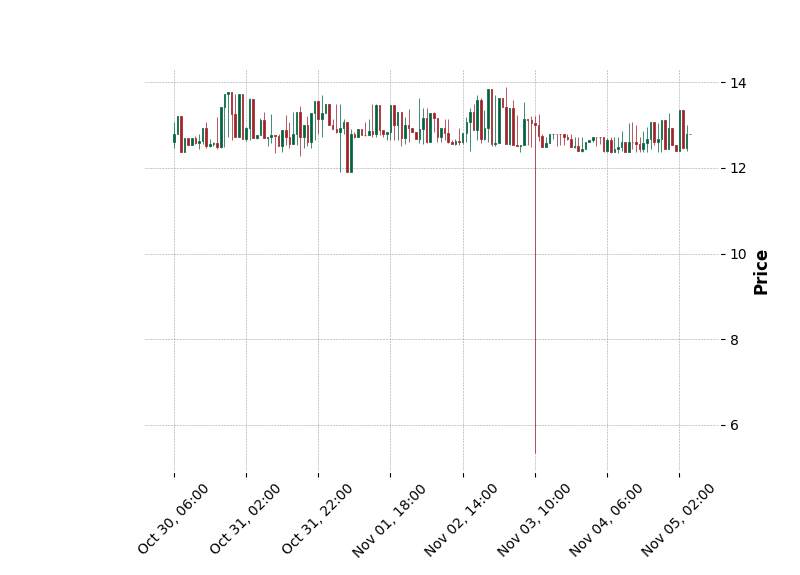 14
12
10
8
6
Price
Oct 30, 06:00
Oct 31, 02:00
Oct 31, 22:00
Nov 01, 18:00
Nov 02, 14:00
Nov 03, 10:00
Nov 04, 06:00
Nov 05, 02:00